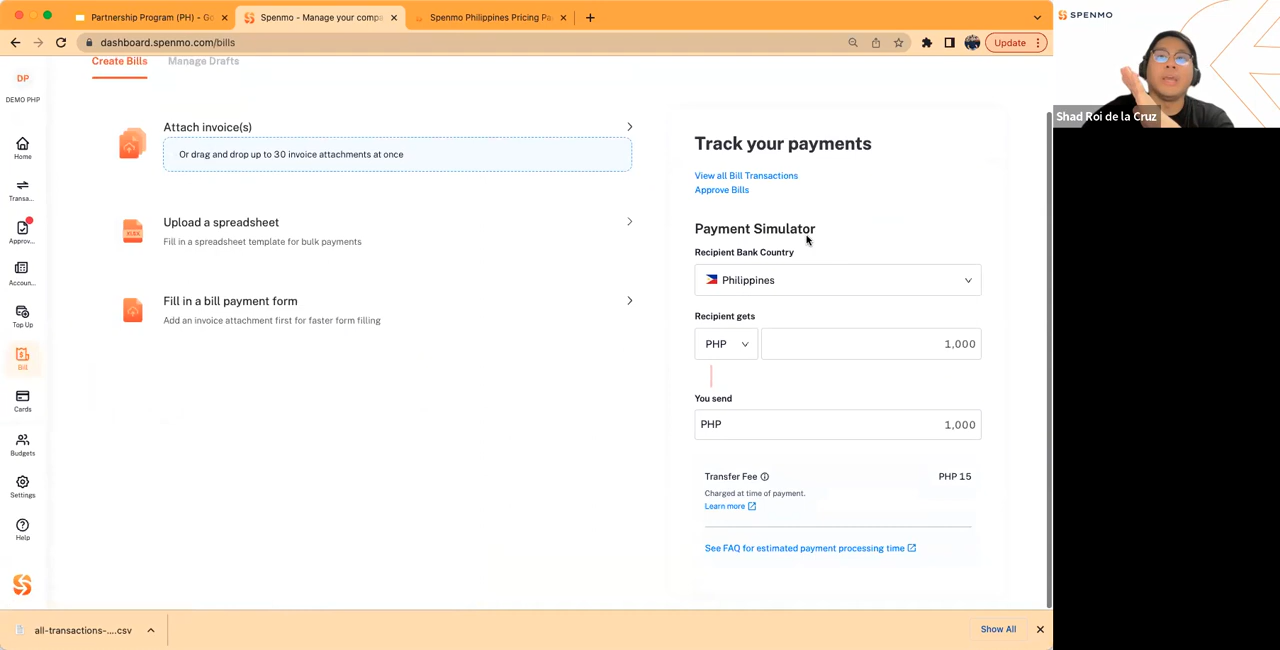 Partnership Program (PH) - Go
Spenmo - Manage your compa
Spenmo Philippines Pricing Pa
dashboard.spenmo.com/bills
Update
SPENMO
Shad Roi de la Cruz
DP
DEMO PHP
Home
Transa...
Approv...
Accoun...
Top Up
Bill
Cards
Budgets
Settings
Help
Create Bills
Manage Drafts
Attach invoice(s)
Or drag and drop up to 30 invoice attachments at once
Upload a spreadsheet
Fill in a spreadsheet template for bulk payments
Fill in a bill payment form
Add an invoice attachment first for faster form filling
Track your payments
View all Bill Transactions
Approve Bills
Payment Simulator
Recipient Bank Country
Philippines
Recipient gets
PHP 1,000
You send
PHP 1,000
Transfer Fee PHP 15
Charged at time of payment.
Learn more
See FAQ for estimated payment processing time
all-transactions-....csv
Show All